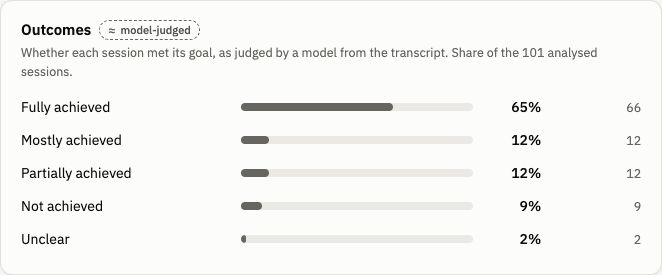 Outcomes ≈ model-judged
Whether each session met its goal, as judged by a model from the transcript. Share of the 101 analysed
sessions.
Fully achieved 65% 66
Mostly achieved 12% 12
Partially achieved 12% 12
Not achieved 9% 9
Unclear 2% 2